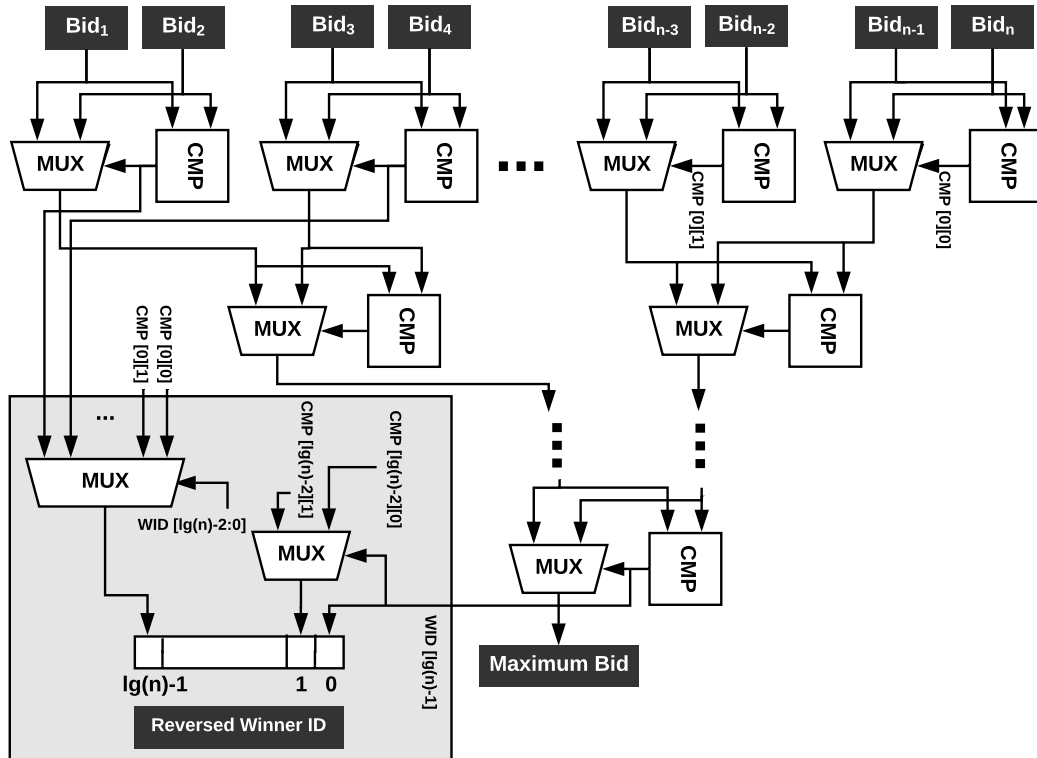 Bid1 Bid2 Bid3 Bid4 Bidn-3 Bidn-2 Bidn-1 Bidn
MUX CMP MUX CMP ... MUX CMP MUX CMP
CMP [0][1]
CMP [0][0]
MUX CMP MUX CMP
CMP [0][1]
CMP [0][0]
...
CMP [lg(n)-2][1]
CMP [lg(n)-2][0]
MUX
WID [lg(n)-2:0]
MUX
MUX CMP
WID [lg(n)-1]
Maximum Bid
lg(n)-1 1 0
Reversed Winner ID